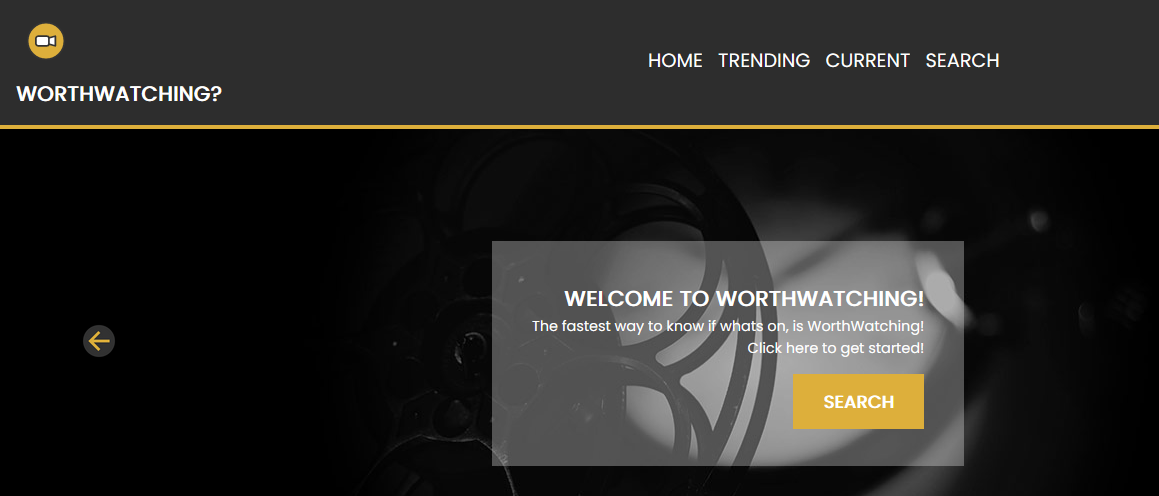 WORTHWATCHING?
HOME TRENDING CURRENT SEARCH
WELCOME TO WORTHWATCHING!
The fastest way to know if whats on, is WorthWatching!
Click here to get started!
SEARCH